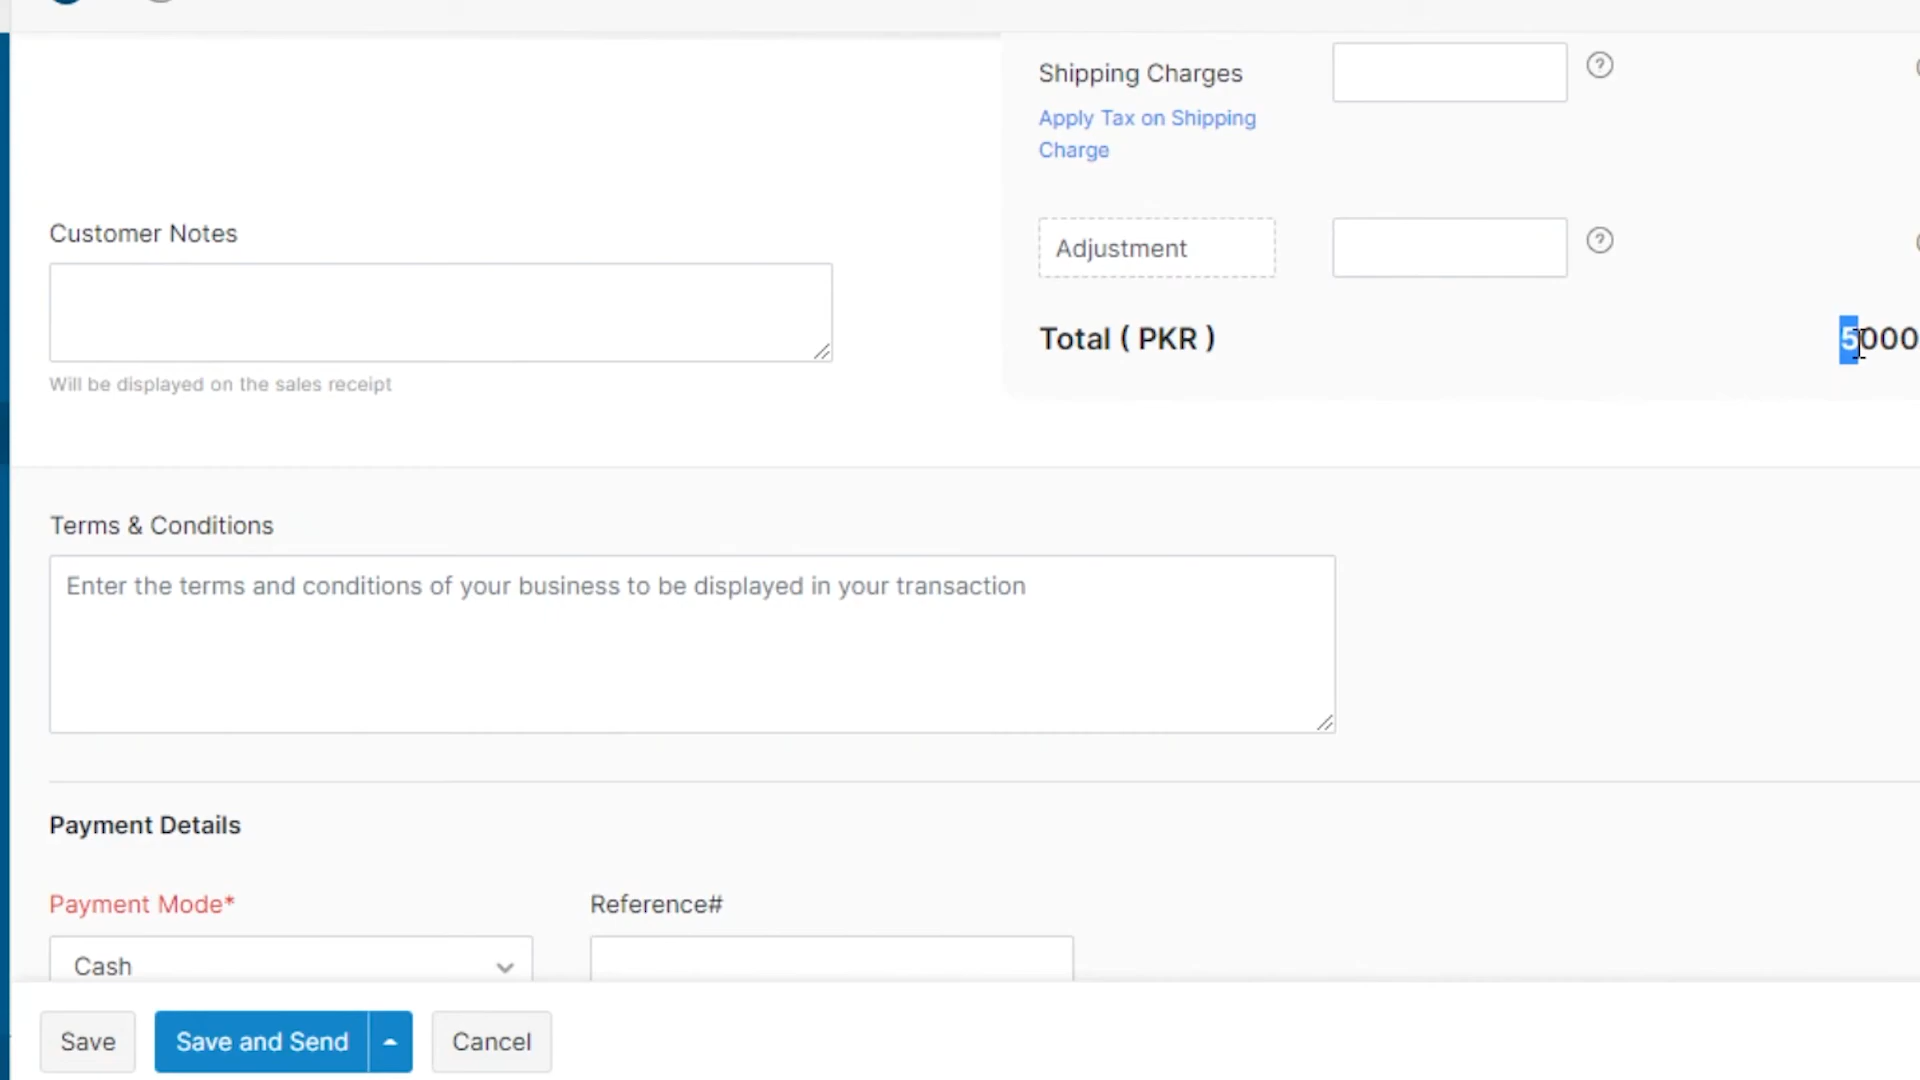 Shipping Charges
Apply Tax on Shipping
Charge
Customer Notes
Adjustment
Total ( PKR )
5000
Will be displayed on the sales receipt
Terms & Conditions
Enter the terms and conditions of your business to be displayed in your transaction
Payment Details
Payment Mode*
Reference#
Cash
Save
Save and Send
Cancel